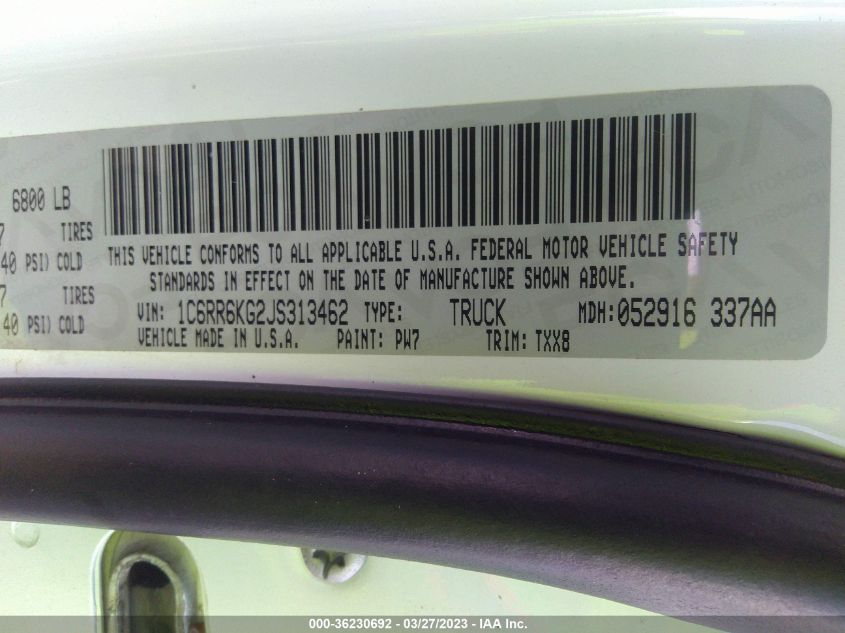 6800 LB
7 TIRES
40 PSI) COLD
7 TIRES
40 PSI) COLD
THIS VEHICLE CONFORMS TO ALL APPLICABLE U.S.A. FEDERAL MOTOR VEHICLE SAFETY
STANDARDS IN EFFECT ON THE DATE OF MANUFACTURE SHOWN ABOVE.
VIN: 1C6RR6KG2JS313462 TYPE: TRUCK MDH: 052916 337AA
VEHICLE MADE IN U.S.A. PAINT: PW7 TRIM: TXX8
000-36230692 - 03/27/2023 - IAA Inc.